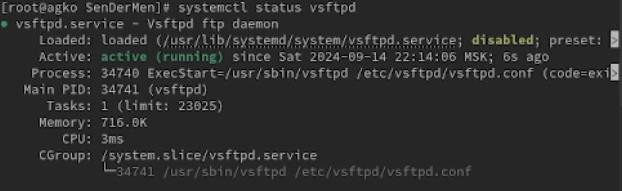 [root@agko SenDerMen]# systemctl status vsftpd
● vsftpd.service - Vsftpd ftp daemon
Loaded: loaded (/usr/lib/systemd/system/vsftpd.service; disabled; preset: >
Active: active (running) since Sat 2024-09-14 22:14:06 MSK; 6s ago
Process: 34740 ExecStart=/usr/sbin/vsftpd /etc/vsftpd/vsftpd.conf (code=exi>
Main PID: 34741 (vsftpd)
Tasks: 1 (limit: 23025)
Memory: 716.0K
CPU: 3ms
CGroup: /system.slice/vsftpd.service
└─34741 /usr/sbin/vsftpd /etc/vsftpd/vsftpd.conf